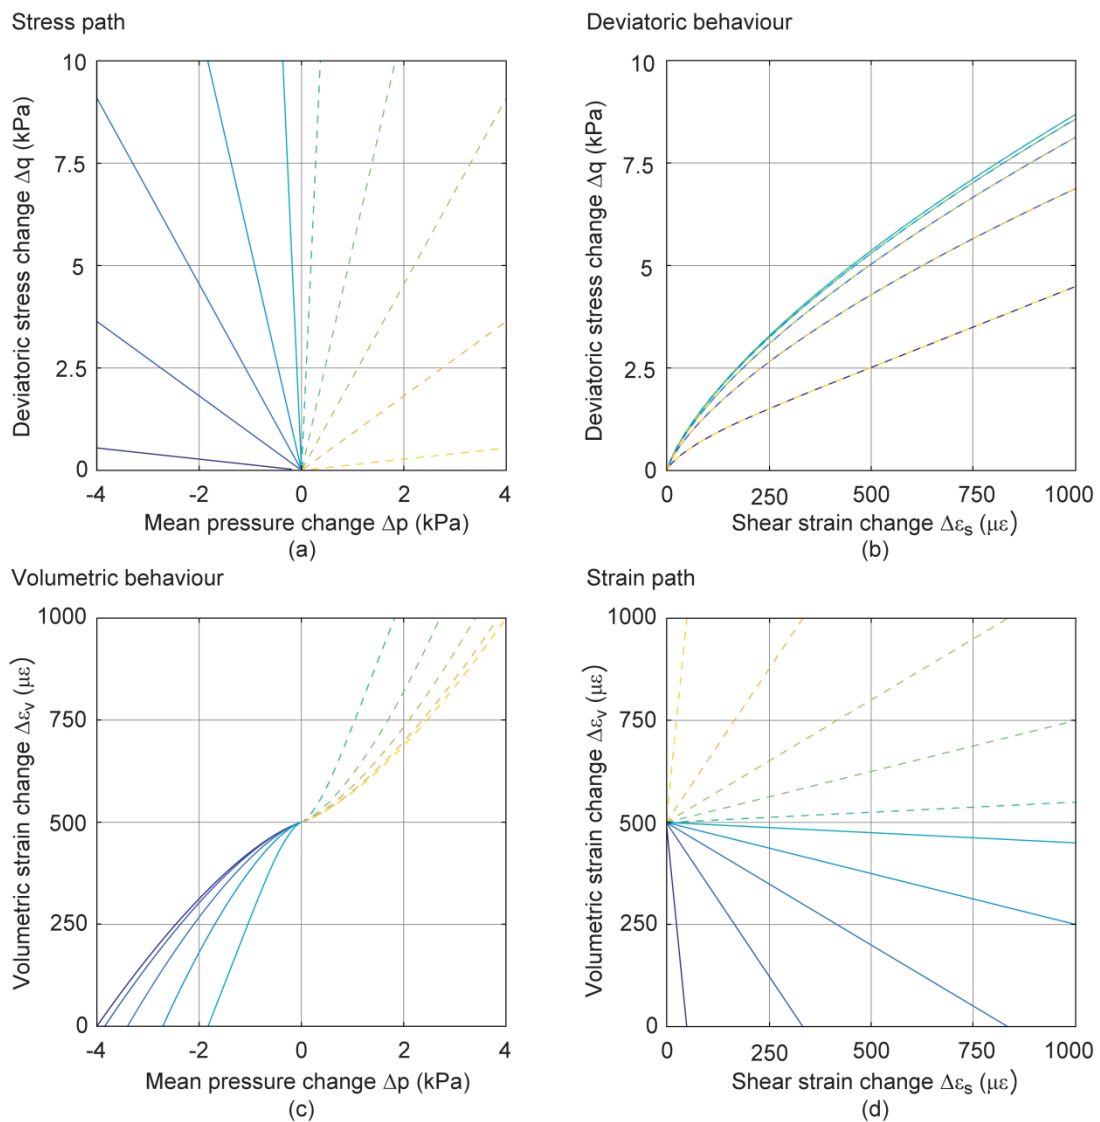 Stress path
10
7.5
5
2.5
0
-4 -2 0 2 4
Deviatoric stress change Δq (kPa)
Mean pressure change Δp (kPa)
(a)
Deviatoric behaviour
10
7.5
5
2.5
0
0 250 500 750 1000
Deviatoric stress change Δq (kPa)
Shear strain change Δεs (με)
(b)
Volumetric behaviour
1000
750
500
250
0
-4 -2 0 2 4
Volumetric strain change Δεv (με)
Mean pressure change Δp (kPa)
(c)
Strain path
1000
750
500
250
0
0 250 500 750 1000
Volumetric strain change Δεv (με)
Shear strain change Δεs (με)
(d)